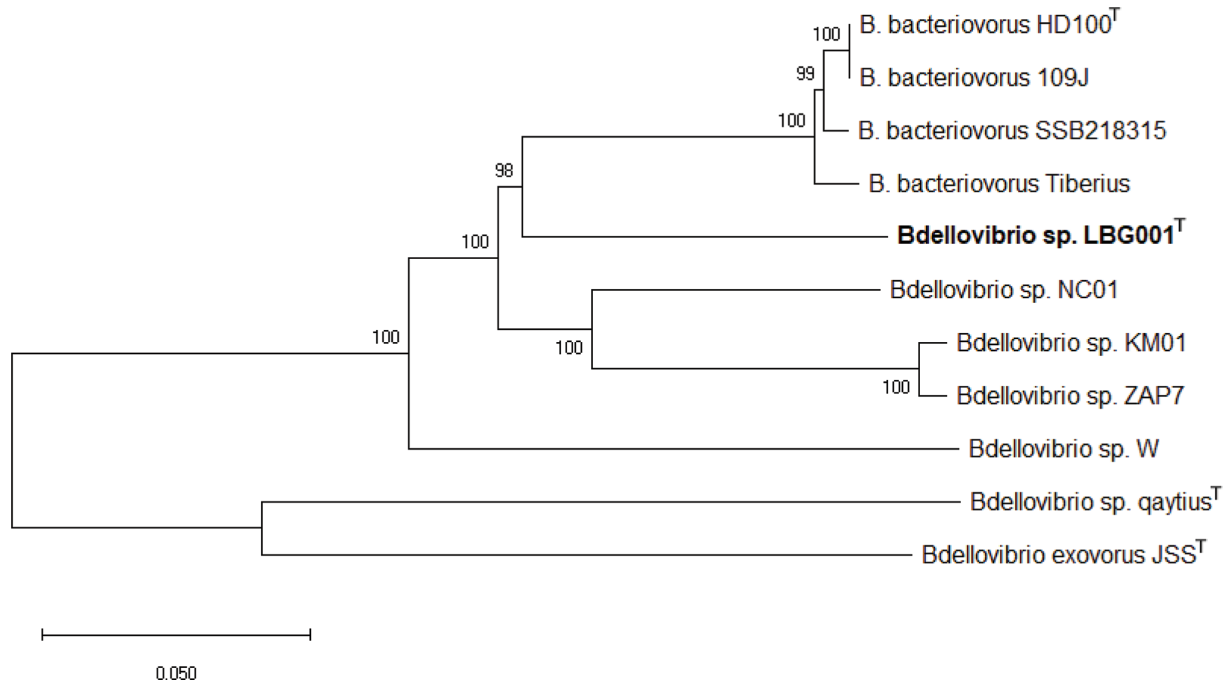 B. bacteriovorus HD100T
100
B. bacteriovorus 109J
99
B. bacteriovorus SSB218315
100
B. bacteriovorus Tiberius
98
Bdellovibrio sp. LBG001T
100
Bdellovibrio sp. NC01
100
100
Bdellovibrio sp. KM01
100
Bdellovibrio sp. ZAP7
Bdellovibrio sp. W
Bdellovibrio sp. qaytiusT
Bdellovibrio exovorus JSST
0.050